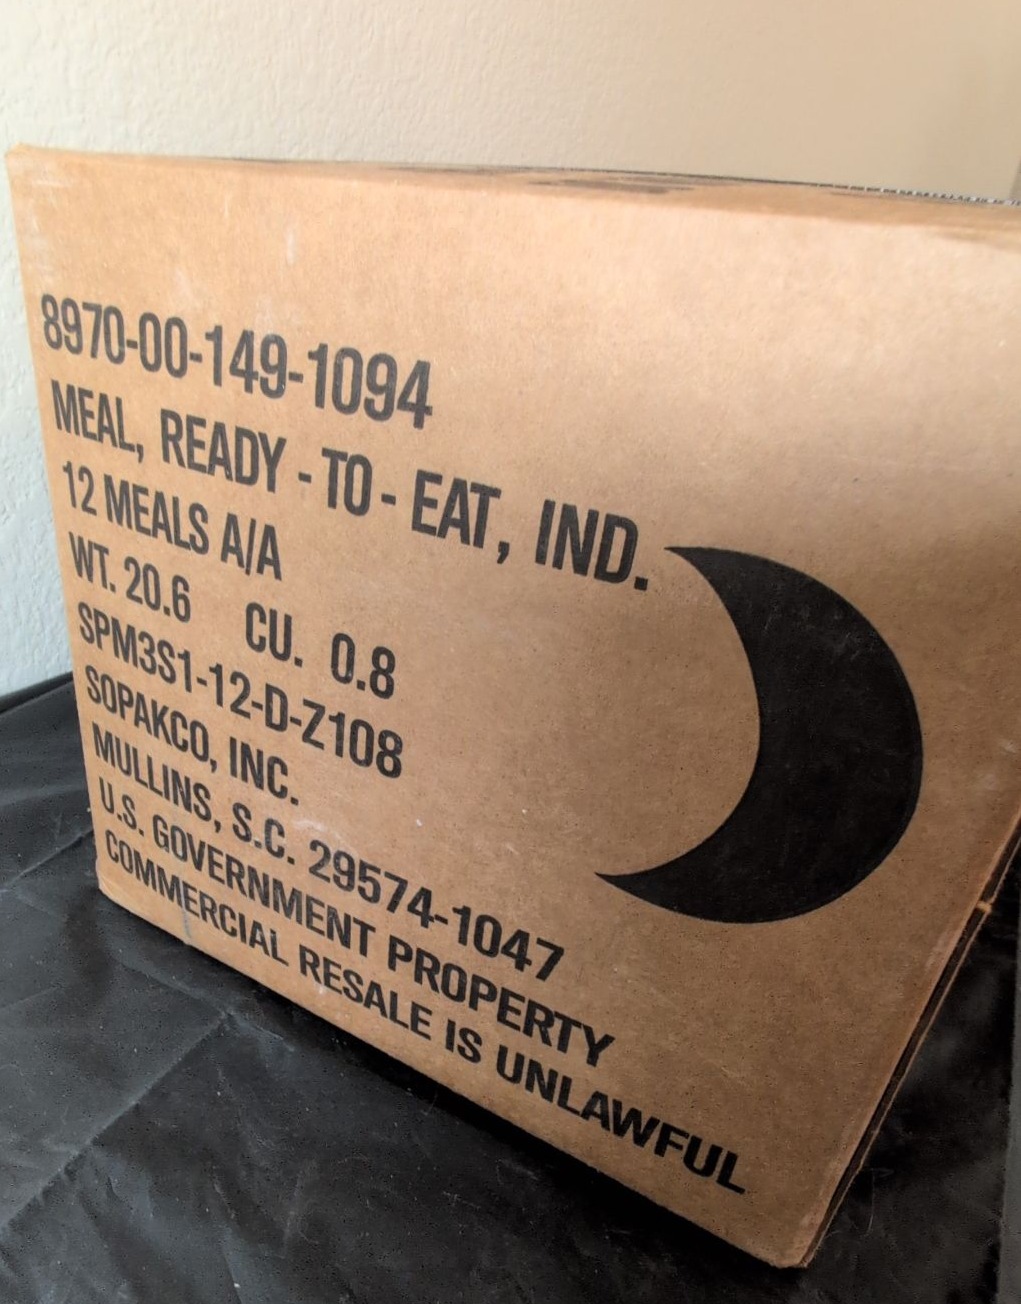 8970-00-149-1094
MEAL, READY - TO - EAT, IND.
12 MEALS A/A
WT. 20.6 CU. 0.8
SPM3S1-12-D-Z108
SOPAKCO, INC.
MULLINS, S.C. 29574-1047
U.S. GOVERNMENT PROPERTY
COMMERCIAL RESALE IS UNLAWFUL